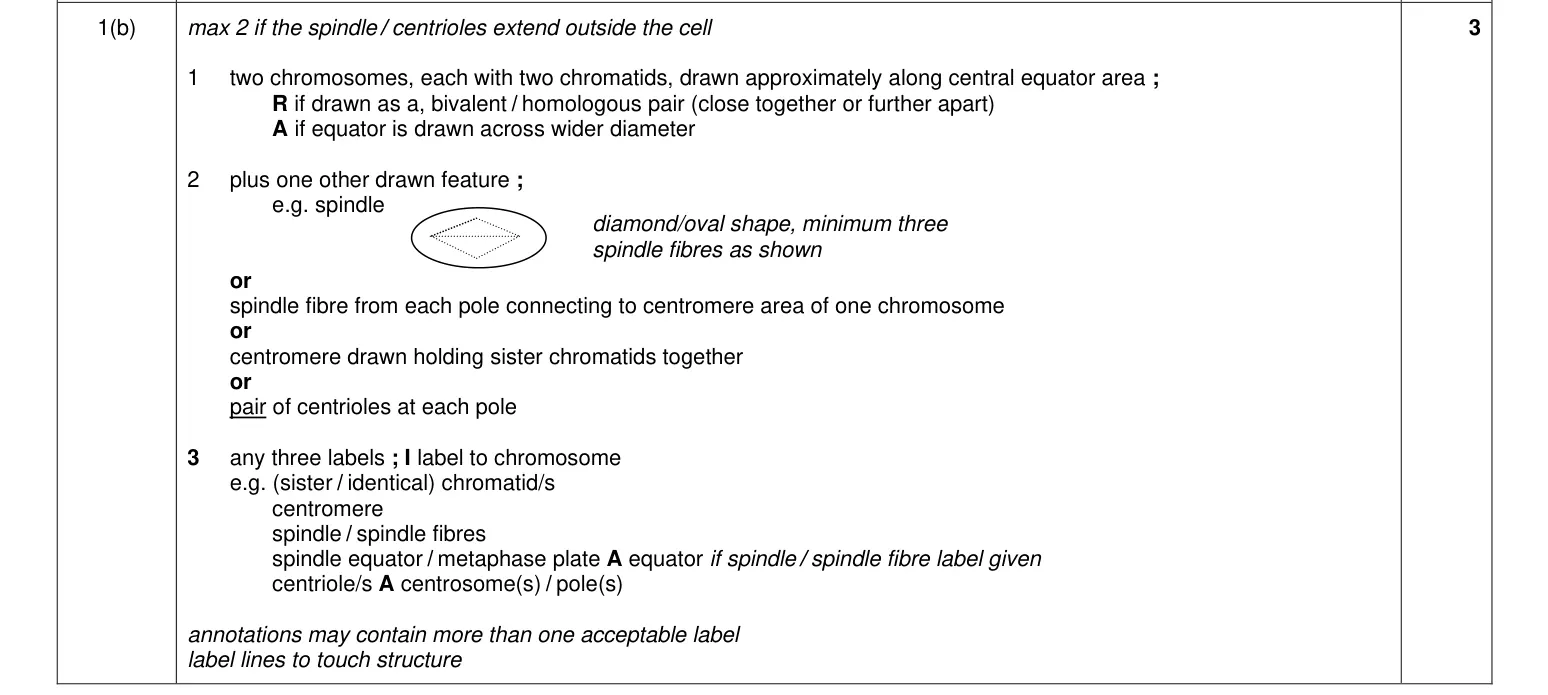 1(b)
max 2 if the spindle / centrioles extend outside the cell
3
1 two chromosomes, each with two chromatids, drawn approximately along central equator area ;
R if drawn as a, bivalent / homologous pair (close together or further apart)
A if equator is drawn across wider diameter
2 plus one other drawn feature ;
e.g. spindle
diamond/oval shape, minimum three
spindle fibres as shown
or
spindle fibre from each pole connecting to centromere area of one chromosome
or
centromere drawn holding sister chromatids together
or
pair of centrioles at each pole
3 any three labels ; I label to chromosome
e.g. (sister / identical) chromatid/s
centromere
spindle / spindle fibres
spindle equator / metaphase plate A equator if spindle / spindle fibre label given
centriole/s A centrosome(s) / pole(s)
annotations may contain more than one acceptable label
label lines to touch structure